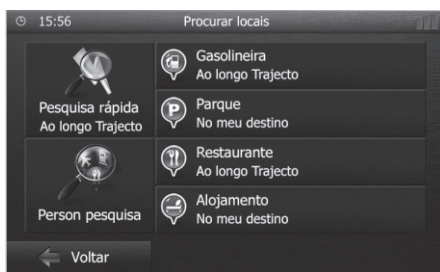 15:56
Procurar locais
Pesquisa rápida
Ao longo Trajecto
Person pesquisa
Gasolineira
Ao longo Trajecto
P
Parque
No meu destino
Restaurante
Ao longo Trajecto
Alojamento
No meu destino
Voltar